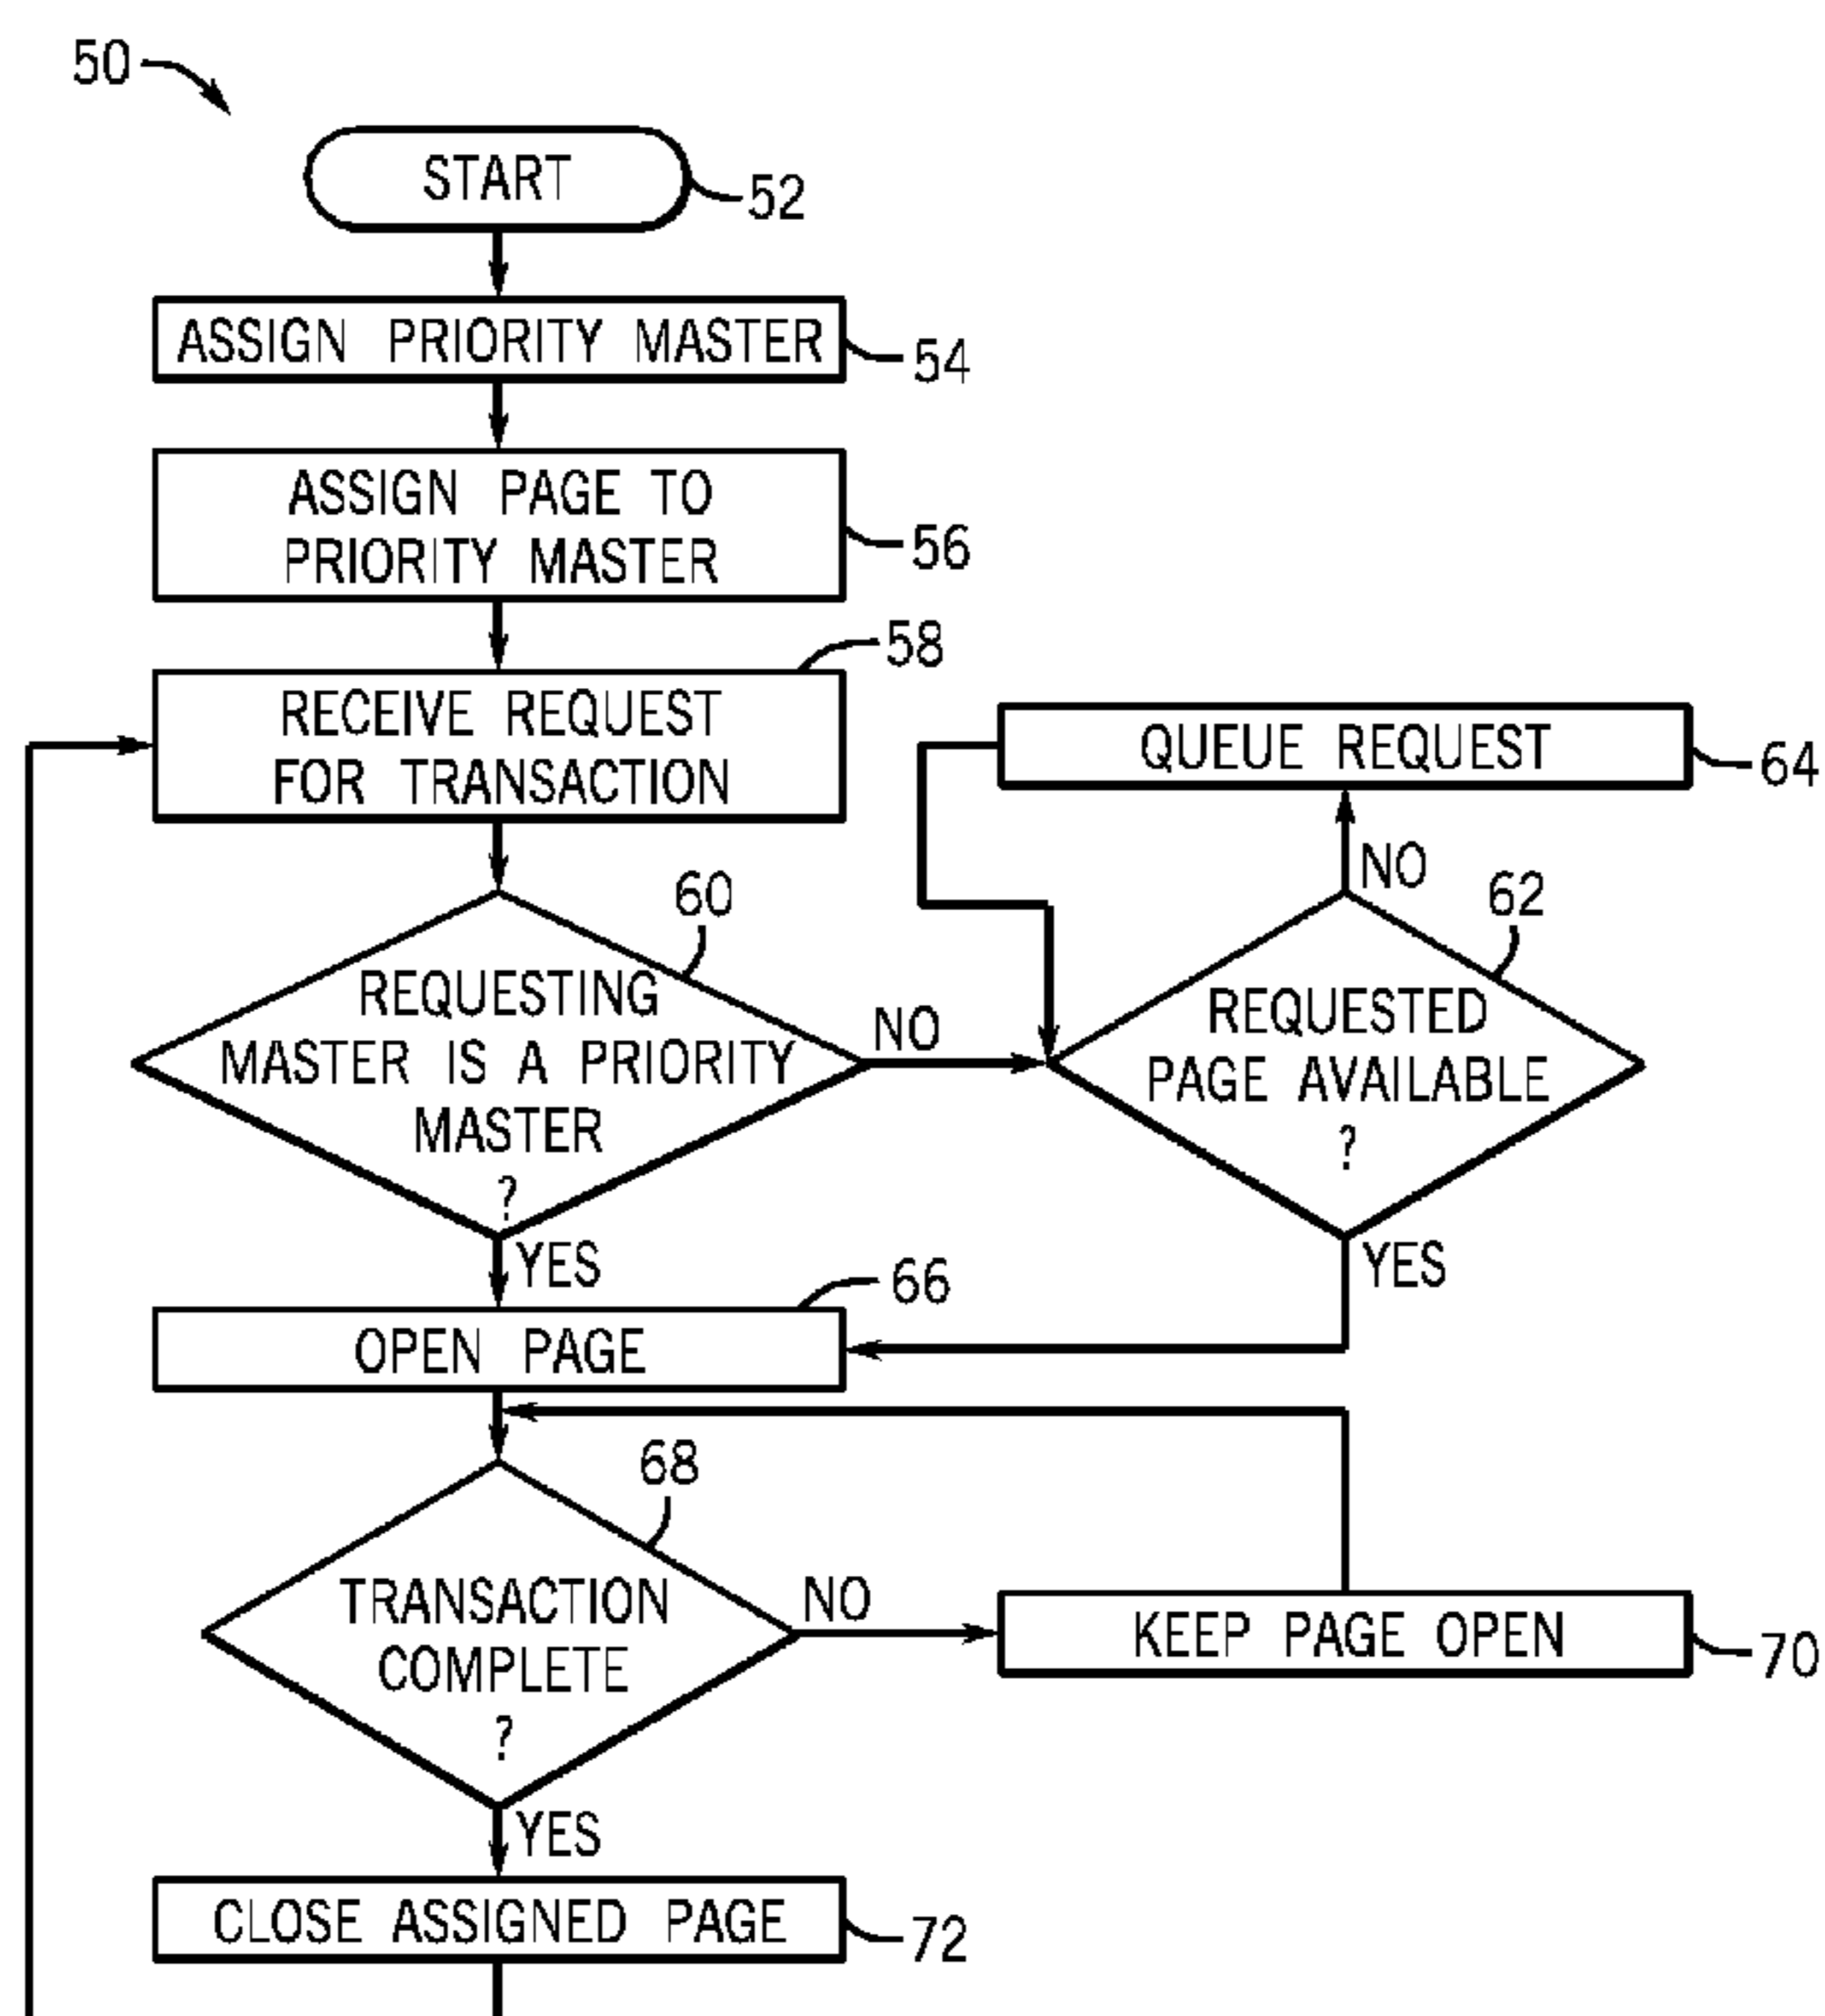 50
START
52
ASSIGN PRIORITY MASTER
54
ASSIGN PAGE TO
PRIORITY MASTER
56
58
RECEIVE REQUEST
FOR TRANSACTION
QUEUE REQUEST
64
NO
60
62
REQUESTING
MASTER IS A PRIORITY
MASTER
?
NO
REQUESTED
PAGE AVAILABLE
?
YES
YES
66
OPEN PAGE
68
TRANSACTION
COMPLETE
?
NO
KEEP PAGE OPEN
70
YES
CLOSE ASSIGNED PAGE
72